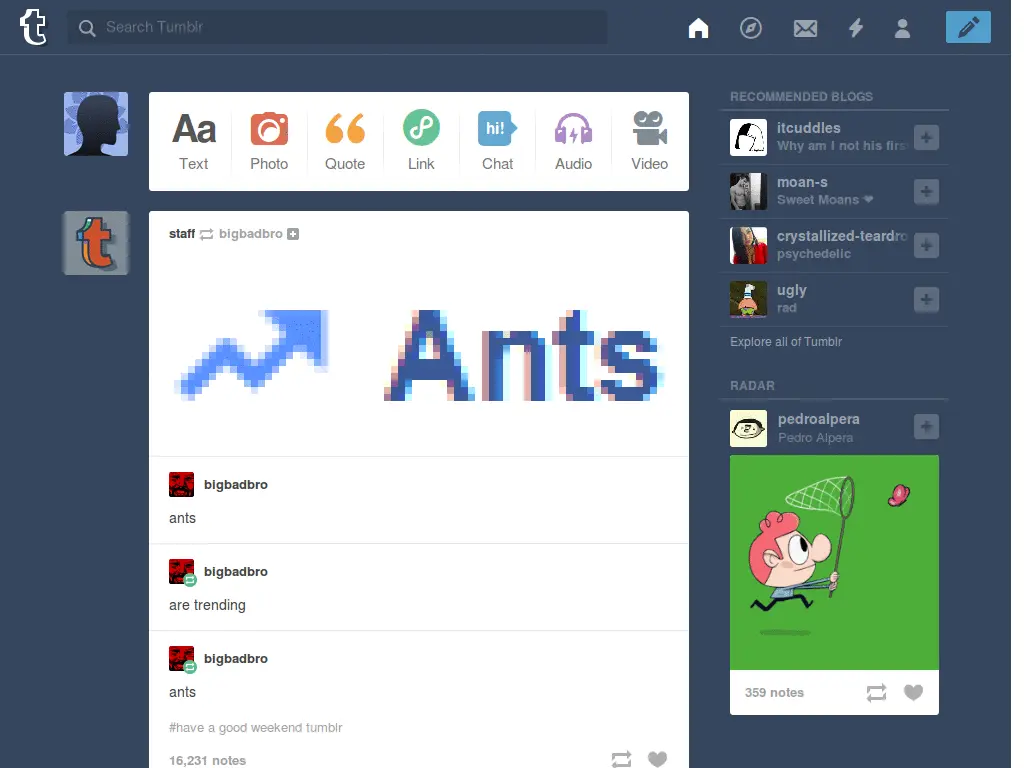 t
Search Tumblr
Aa
Text
Photo
Quote
Link
hi!
Chat
Audio
Video
t
staff bigbadbro
Ants
bigbadbro
ants
bigbadbro
are trending
bigbadbro
ants
#have a good weekend tumblr
16,231 notes
RECOMMENDED BLOGS
itcuddles
Why am I not his firs
moan-s
Sweet Moans ❤
crystallized-teardro
psychedelic
ugly
rad
Explore all of Tumblr
RADAR
pedroalpera
Pedro Alpera
359 notes